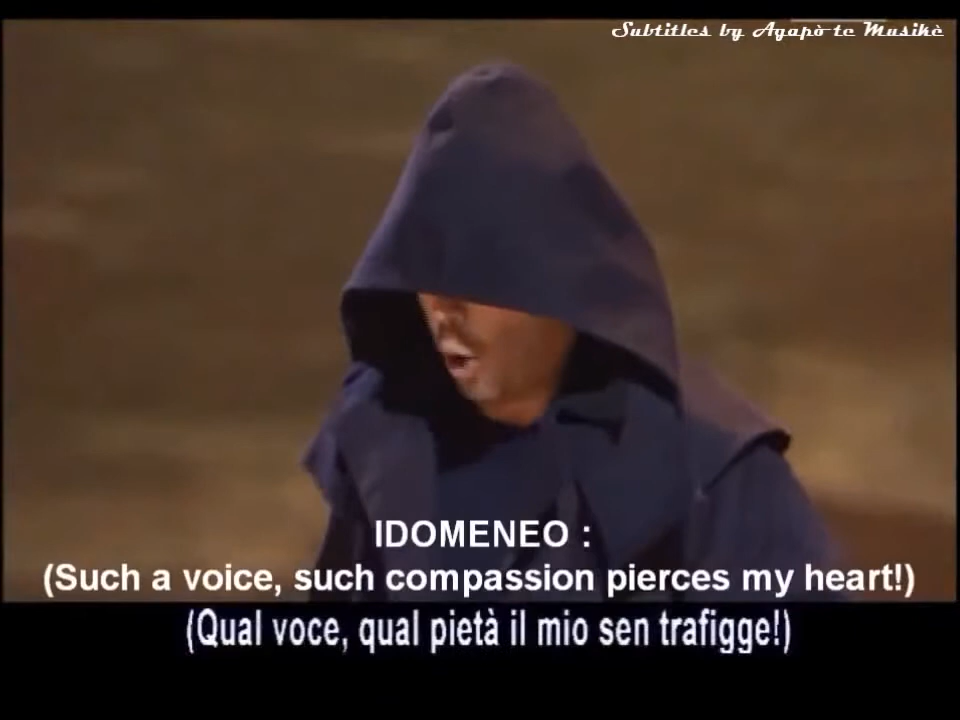 Subtitles by Agapò te Musikè
IDOMENEO :
(Such a voice, such compassion pierces my heart!)
(Qual voce, qual pietà il mio sen trafigge!)